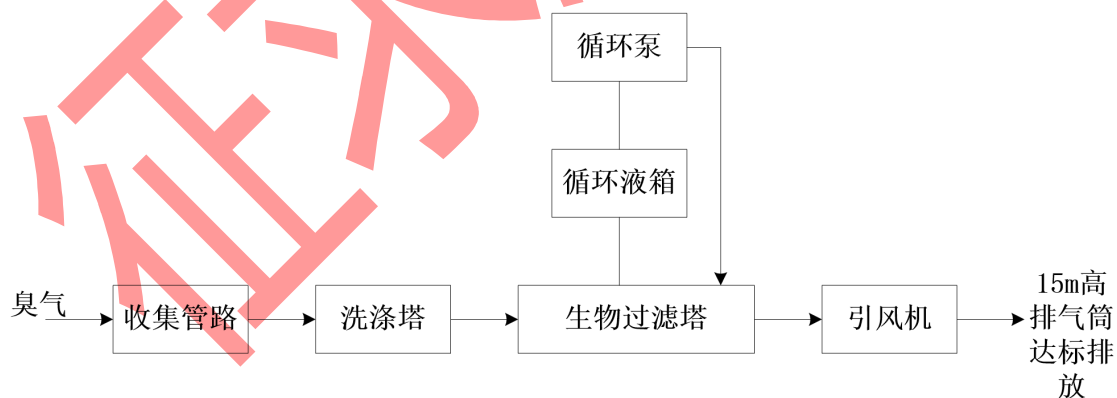 循环泵
循环液箱
臭气
收集管路
洗涤塔
生物过滤塔
引风机
15m高
排气筒
达标排
放
征求